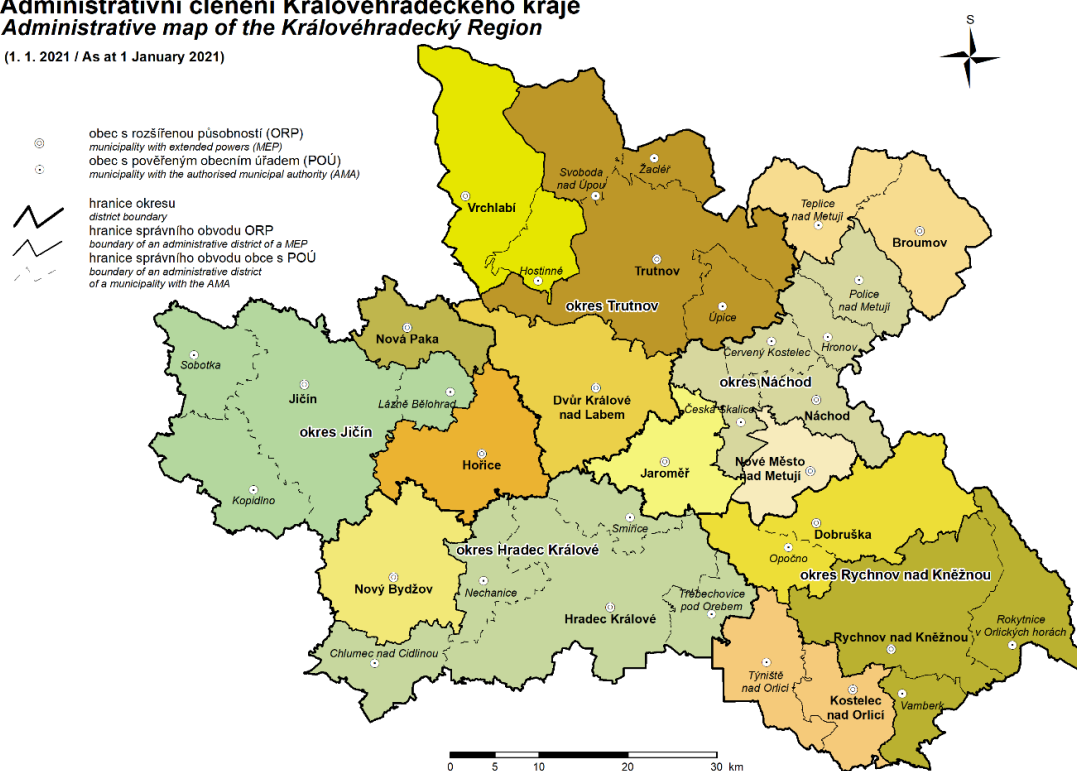 Administrativní členění Královéhradeckého kraje
Administrative map of the Královéhradecký Region
(1. 1. 2021 / As at 1 January 2021)
S
obec s rozšířenou působností (ORP)
municipality with extended powers (MEP)
obec s pověřeným obecním úřadem (POÚ)
municipality with the authorised municipal authority (AMA)
hranice okresu
district boundary
hranice správního obvodu ORP
boundary of an administrative district of a MEP
hranice správního obvodu obce s POÚ
boundary of an administrative district
of a municipality with the AMA
Vrchlabí
Svoboda
nad Úpou
Žacléř
Teplice
nad Metují
Broumov
Trutnov
Hostinné
okres Trutnov
Úpice
Police
nad Metují
Nová Paka
Hronov
Červený Kostelec
Sobotka
Jičín
Lázně Bělohrad
Dvůr Králové
nad Labem
okres Náchod
Náchod
Česká Skalice
okres Jičín
Hořice
Jaroměř
Nové Město
nad Metují
Kopidlno
Smiřice
Dobruška
Opočno
okres Hradec Králové
okres Rychnov nad Kněžnou
Nový Bydžov
Nechanice
Třebechovice
pod Orebem
Hradec Králové
Rokytnice
v Orlických horách
Rychnov nad Kněžnou
Chlumec nad Cidlinou
Týniště
nad Orlicí
Kostelec
nad Orlicí
Vamberk
0 5 10 20 30 km